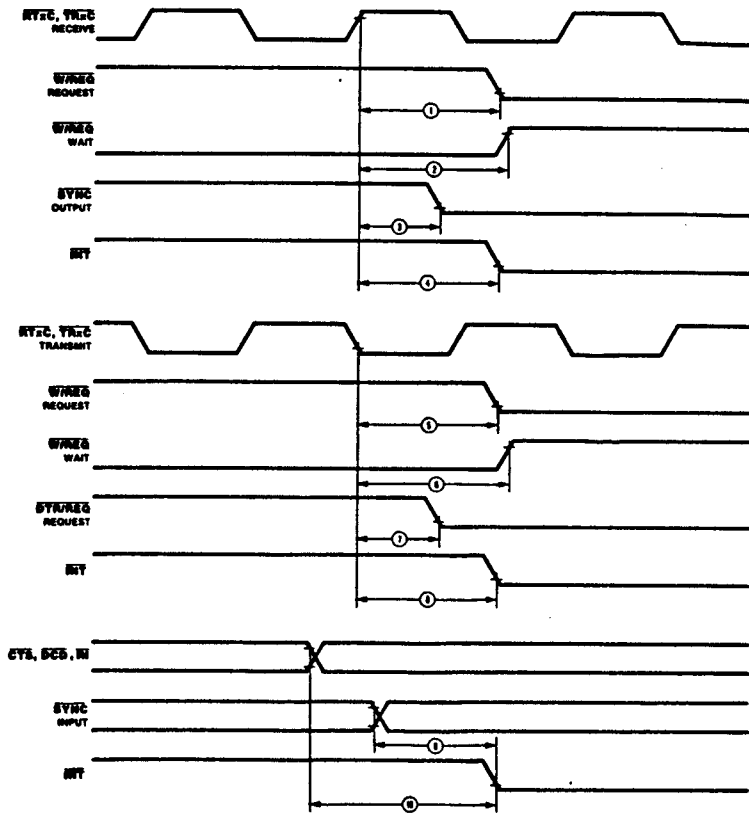 RTxC, TRxC
RECEIVE
W/REQ
REQUEST
1
W/REQ
WAIT
2
SYNC
OUTPUT
3
INT
4
RTxC, TRxC
TRANSMIT
W/REQ
REQUEST
5
W/REQ
WAIT
6
DTR/REQ
REQUEST
7
INT
8
CTS, DCD, RI
SYNC
INPUT
9
INT
10